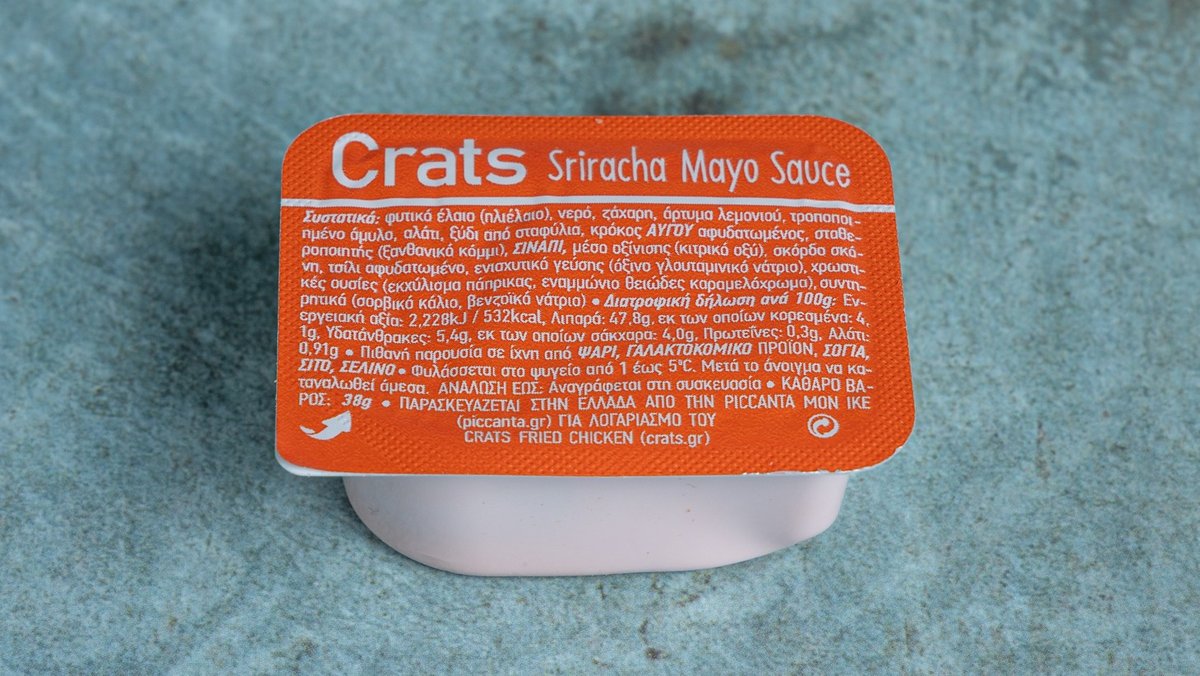 Crats Sriracha Mayo Sauce
Συστατικά: φυτικό έλαιο (ηλιέλαιο), νερό, ζάχαρη, άρτυμα λεμονιού, τροποποι-
ημένο άμυλο, αλάτι, ξύδι από σταφύλια, κρόκος ΑΥΓΟΥ αφυδατωμένος, σταθε-
ροποιητής (ξανθανικό κόμμι), ΣΙΝΑΠΙ, μέσο οξίνισης (κιτρικό οξύ), σκόρδο σκό-
νη, τσίλι αφυδατωμένο, ενισχυτικό γεύσης (όξινο γλουταμινικό νάτριο), χρωστι-
κές ουσίες (εκχύλισμα πάπρικας, εναμμώνιο θειώδες καραμελόχρωμα), συντη-
ρητικά (σορβικό κάλιο, βενζοϊκό νάτριο) • Διατροφική δήλωση ανά 100g: Εν-
εργειακή αξία: 2,228kJ / 532kcal, Λιπαρά: 47,8g, εκ των οποίων κορεσμένα: 4,
1g, Υδατάνθρακες: 5,4g, εκ των οποίων σάκχαρα: 4,0g, Πρωτεΐνες: 0,3g, Αλάτι:
0,91g • Πιθανή παρουσία σε ίχνη από ΨΑΡΙ, ΓΑΛΑΚΤΟΚΟΜΙΚΟ ΠΡΟΪΟΝ, ΣΟΓΙΑ,
ΣΙΤΟ, ΣΕΛΙΝΟ • Φυλάσσεται στο ψυγείο από 1 έως 5°C. Μετά το άνοιγμα να κα-
ταναλωθεί άμεσα. ΑΝΑΛΩΣΗ ΕΩΣ: Αναγράφεται στη συσκευασία • ΚΑΘΑΡΟ ΒΑ-
ΡΟΣ: 38g • ΠΑΡΑΣΚΕΥΑΖΕΤΑΙ ΣΤΗΝ ΕΛΛΑΔΑ ΑΠΟ ΤΗΝ PICCANTA ΜΟΝ ΙΚΕ
(piccanta.gr) ΓΙΑ ΛΟΓΑΡΙΑΣΜΟ ΤΟΥ
CRATS FRIED CHICKEN (crats.gr)